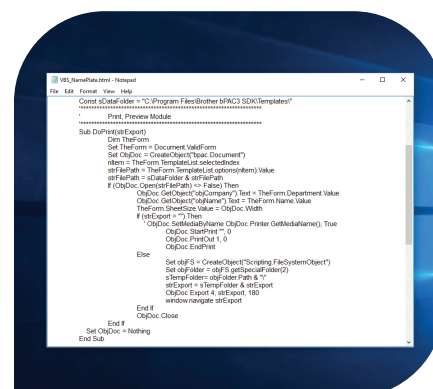 VBS_NamePlate.html - Notepad
File Edit Format View Help
Const sDataFolder = "C:\Program Files\Brother bPAC3 SDK\Templates\"
'*******************************************************************
' Print, Preview Module
'*******************************************************************
Sub DoPrint(strExport)
Dim TheForm
Set TheForm = Document.ValidForm
Set ObjDoc = CreateObject("bpac.Document")
nItem = TheForm.TemplateList.selectedIndex
strFilePath = TheForm.TemplateList.options(nItem).Value
strFilePath = sDataFolder & strFilePath
If (ObjDoc.Open(strFilePath) <> False) Then
ObjDoc.GetObject("objCompany").Text = TheForm.Department.Value
ObjDoc.GetObject("objName").Text = TheForm.Name.Value
TheForm.SheetSize.Value = ObjDoc.Width
If (strExport = "") Then
' ObjDoc.SetMediaByName ObjDoc.Printer.GetMediaName(), True
ObjDoc.StartPrint "", 0
ObjDoc.PrintOut 1, 0
ObjDoc.EndPrint
Else
Set objFS = CreateObject("Scripting.FileSystemObject")
Set objFolder = objFS.getSpecialFolder(2)
sTempFolder= objFolder.Path & "\"
strExport = sTempFolder & strExport
ObjDoc.Export 4, strExport, 180
window.navigate strExport
End If
ObjDoc.Close
End If
Set ObjDoc = Nothing
End Sub